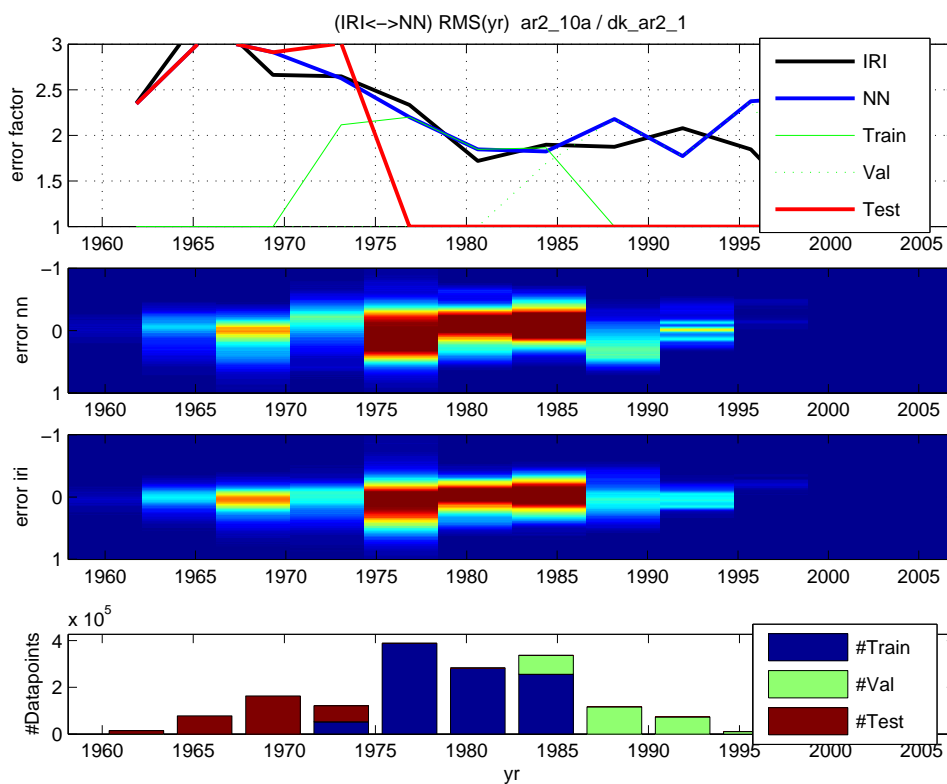 (IRI<->NN) RMS(yr)  ar2_10a / dk_ar2_1
error factor
3
2.5
2
1.5
1
1960 1965 1970 1975 1980 1985 1990 1995 2000 2005
IRI
NN
Train
Val
Test
error nn
−1
0
1
1960 1965 1970 1975 1980 1985 1990 1995 2000 2005
error iri
−1
0
1
1960 1965 1970 1975 1980 1985 1990 1995 2000 2005
x 10^5
#Datapoints
4
2
0
1960 1965 1970 1975 1980 1985 1990 1995 2000 2005
#Train
#Val
#Test
yr